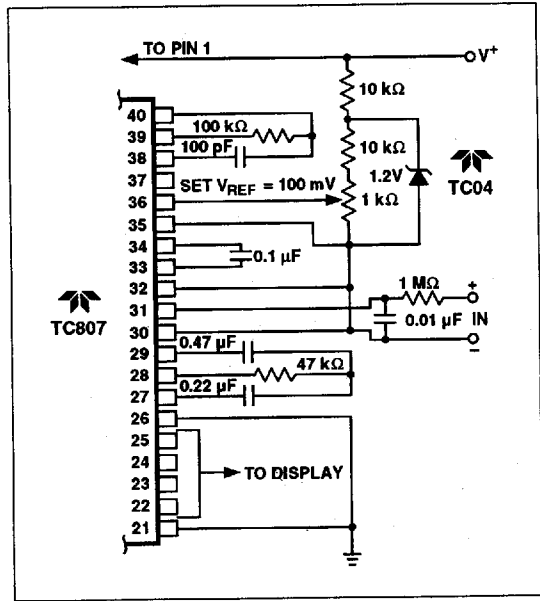 TO PIN 1
V+
10 kΩ
40
39
100 kΩ
38
100 pF
10 kΩ
37
1.2V
TC04
36
SET VREF = 100 mV
1 kΩ
35
34
0.1 μF
33
32
1 MΩ
+
31
0.01 μF
IN
TC807
30
–
29
0.47 μF
47 kΩ
28
27
0.22 μF
26
25
24
TO DISPLAY
23
22
21